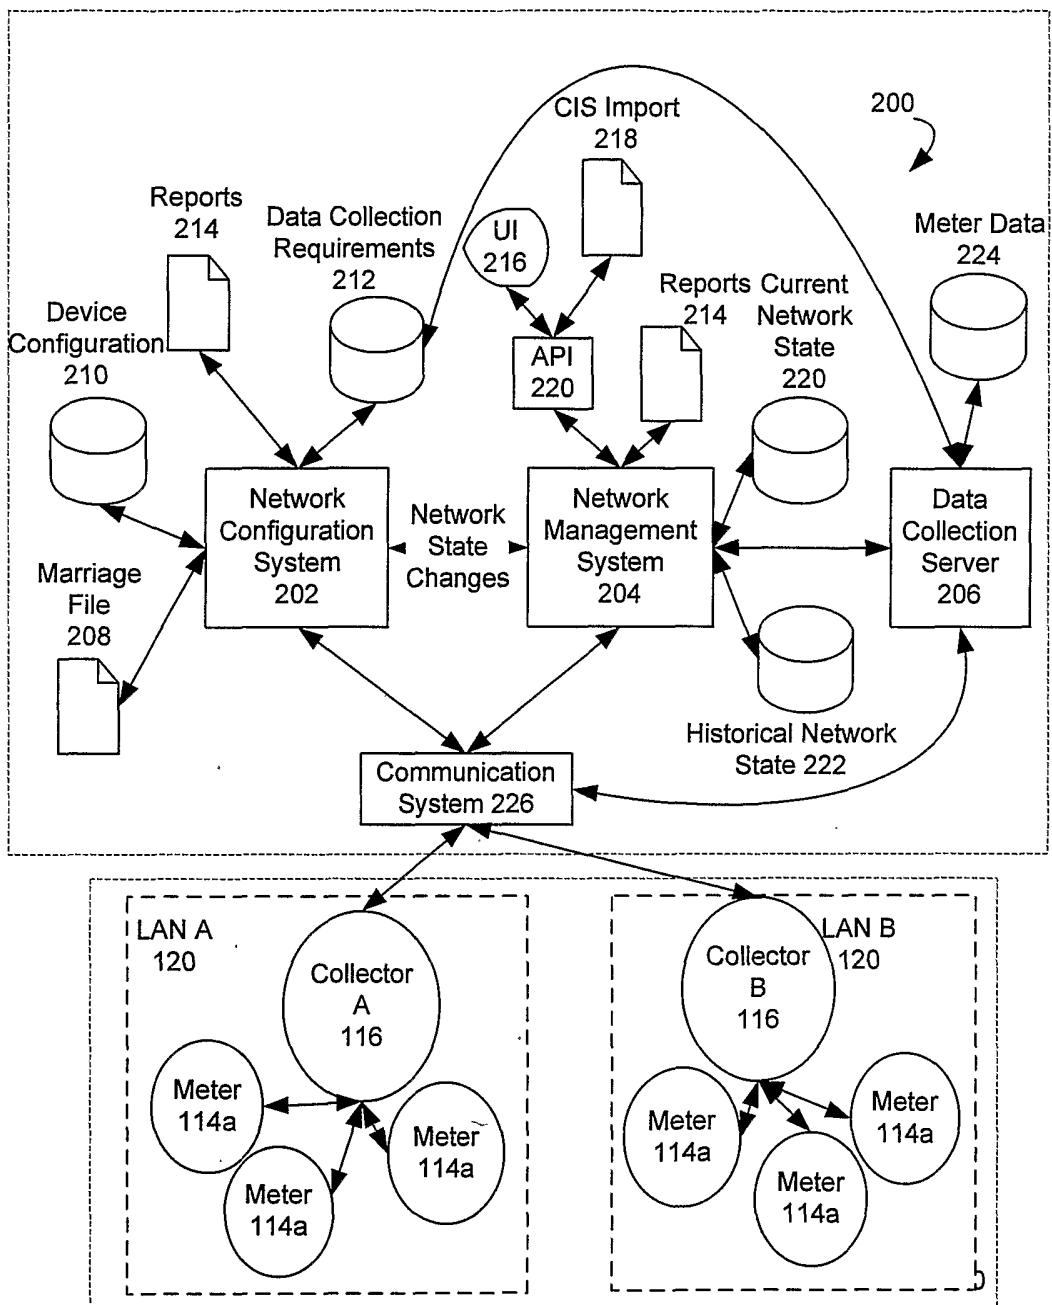 200
CIS Import
218
Reports
214
Data Collection
Requirements
212
UI
216
Meter Data
224
Device
Configuration
210
Reports
214
Current
Network
State
220
API
220
Network
Configuration
System
202
Network
State
Changes
Network
Management
System
204
Data
Collection
Server
206
Marriage
File
208
Historical Network
State 222
Communication
System 226
LAN A
120
Collector
A
116
Meter
114a
Meter
114a
Meter
114a
LAN B
120
Collector
B
116
Meter
114a
Meter
114a
Meter
114a